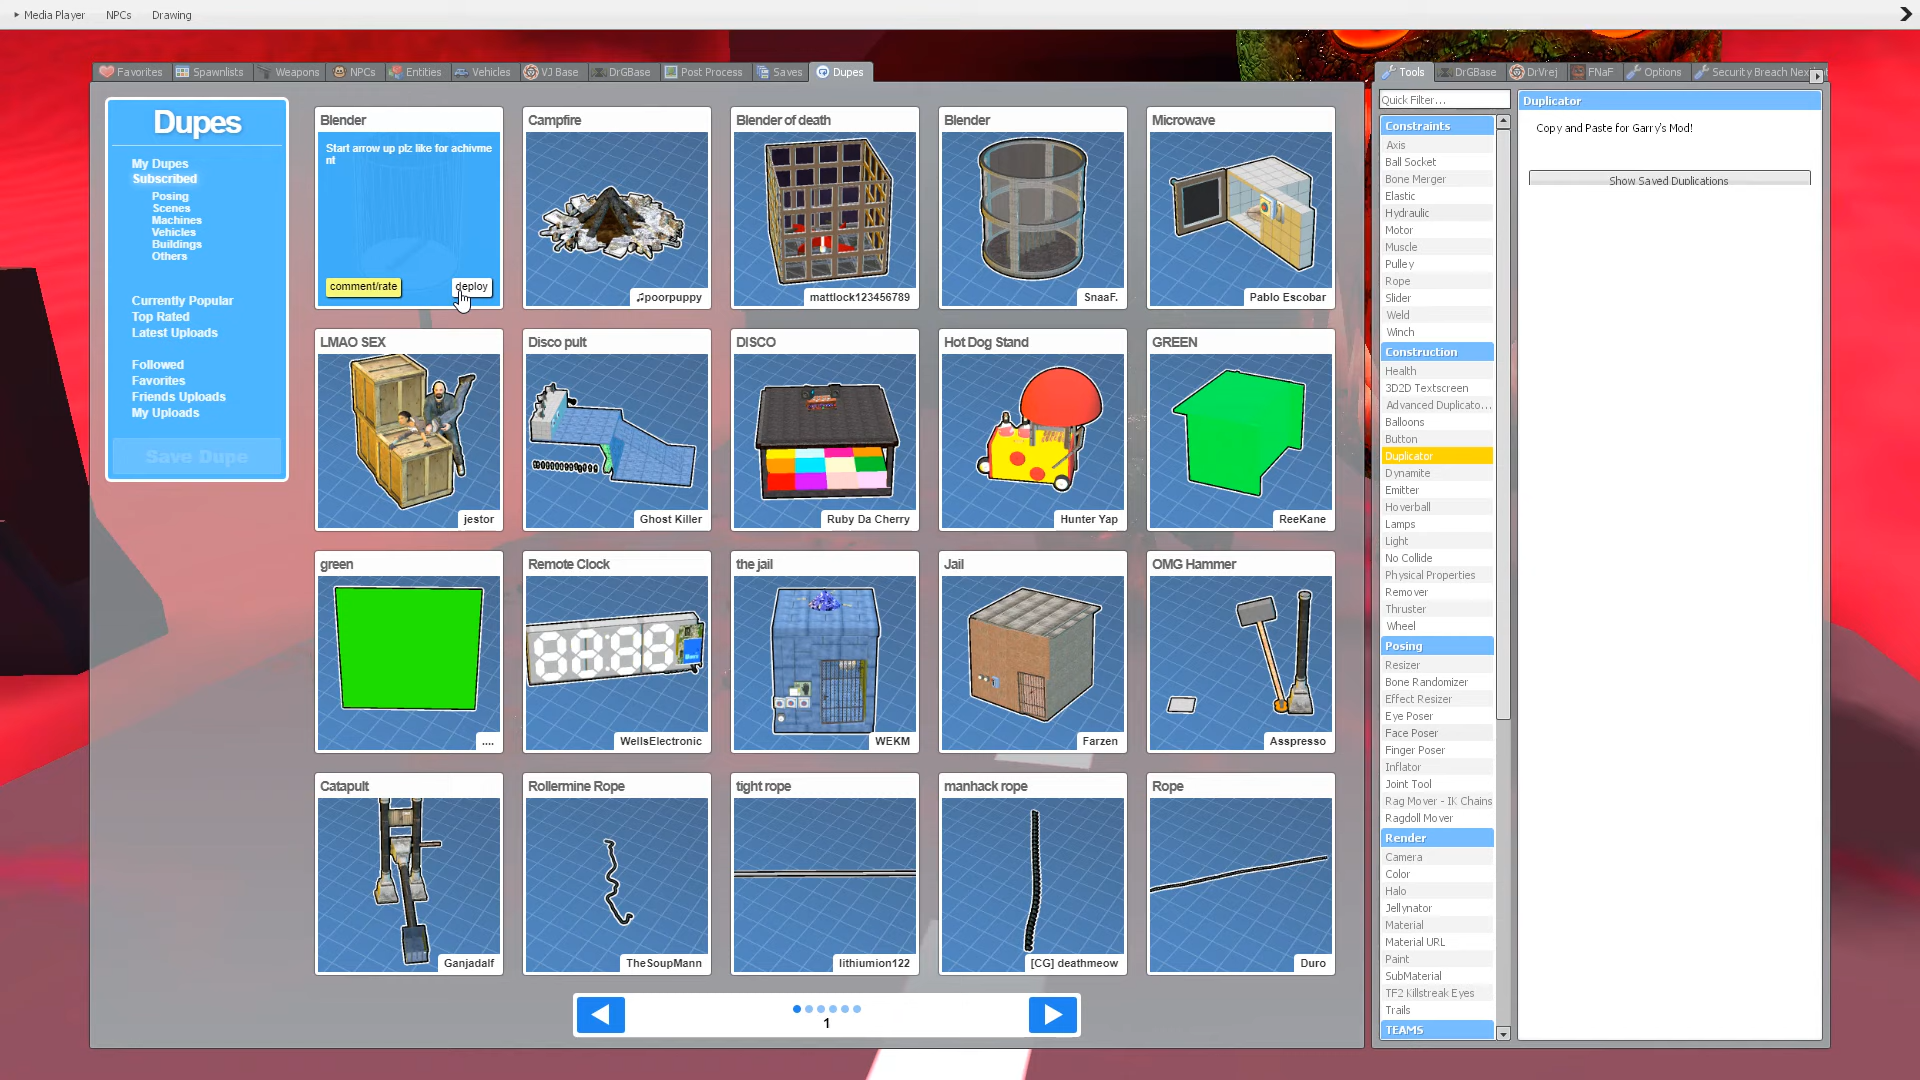 Media Player NPCs Drawing
Favorites Spawnlists Weapons NPCs Entities Vehicles VJ Base DrGBase Post Process Saves Dupes
Dupes
My Dupes
Subscribed
Posing
Scenes
Machines
Vehicles
Buildings
Others
Currently Popular
Top Rated
Latest Uploads
Followed
Favorites
Friends Uploads
My Uploads
Save Dupe
Blender
Start arrow up plz like for achivme
nt
comment/rate deploy
Campfire
♫poorpuppy
Blender of death
mattlock123456789
Blender
SnaaF.
Microwave
Pablo Escobar
LMAO SEX
jestor
Disco pult
Ghost Killer
DISCO
Ruby Da Cherry
Hot Dog Stand
Hunter Yap
GREEN
ReeKane
green
....
Remote Clock
WellsElectronic
the jail
WEKM
Jail
Farzen
OMG Hammer
Asspresso
Catapult
Ganjadalf
Rollermine Rope
TheSoupMann
tight rope
lithiumion122
manhack rope
[CG] deathmeow
Rope
Duro
1
Tools DrGBase DrVrej FNaF Options Security Breach
Quick Filter...
Constraints
Axis
Ball Socket
Bone Merger
Elastic
Hydraulic
Motor
Muscle
Pulley
Rope
Slider
Weld
Winch
Construction
Health
3D2D Textscreen
Advanced Duplicato...
Balloons
Button
Duplicator
Dynamite
Emitter
Hoverball
Lamps
Light
No Collide
Physical Properties
Remover
Thruster
Wheel
Posing
Resizer
Bone Randomizer
Effect Resizer
Eye Poser
Face Poser
Finger Poser
Inflator
Joint Tool
Rag Mover - IK Chains
Ragdoll Mover
Render
Camera
Color
Halo
Jellynator
Material
Material URL
Paint
SubMaterial
TF2 Killstreak Eyes
Trails
TEAMS
Duplicator
Copy and Paste for Garry's Mod!
Show Saved Duplications